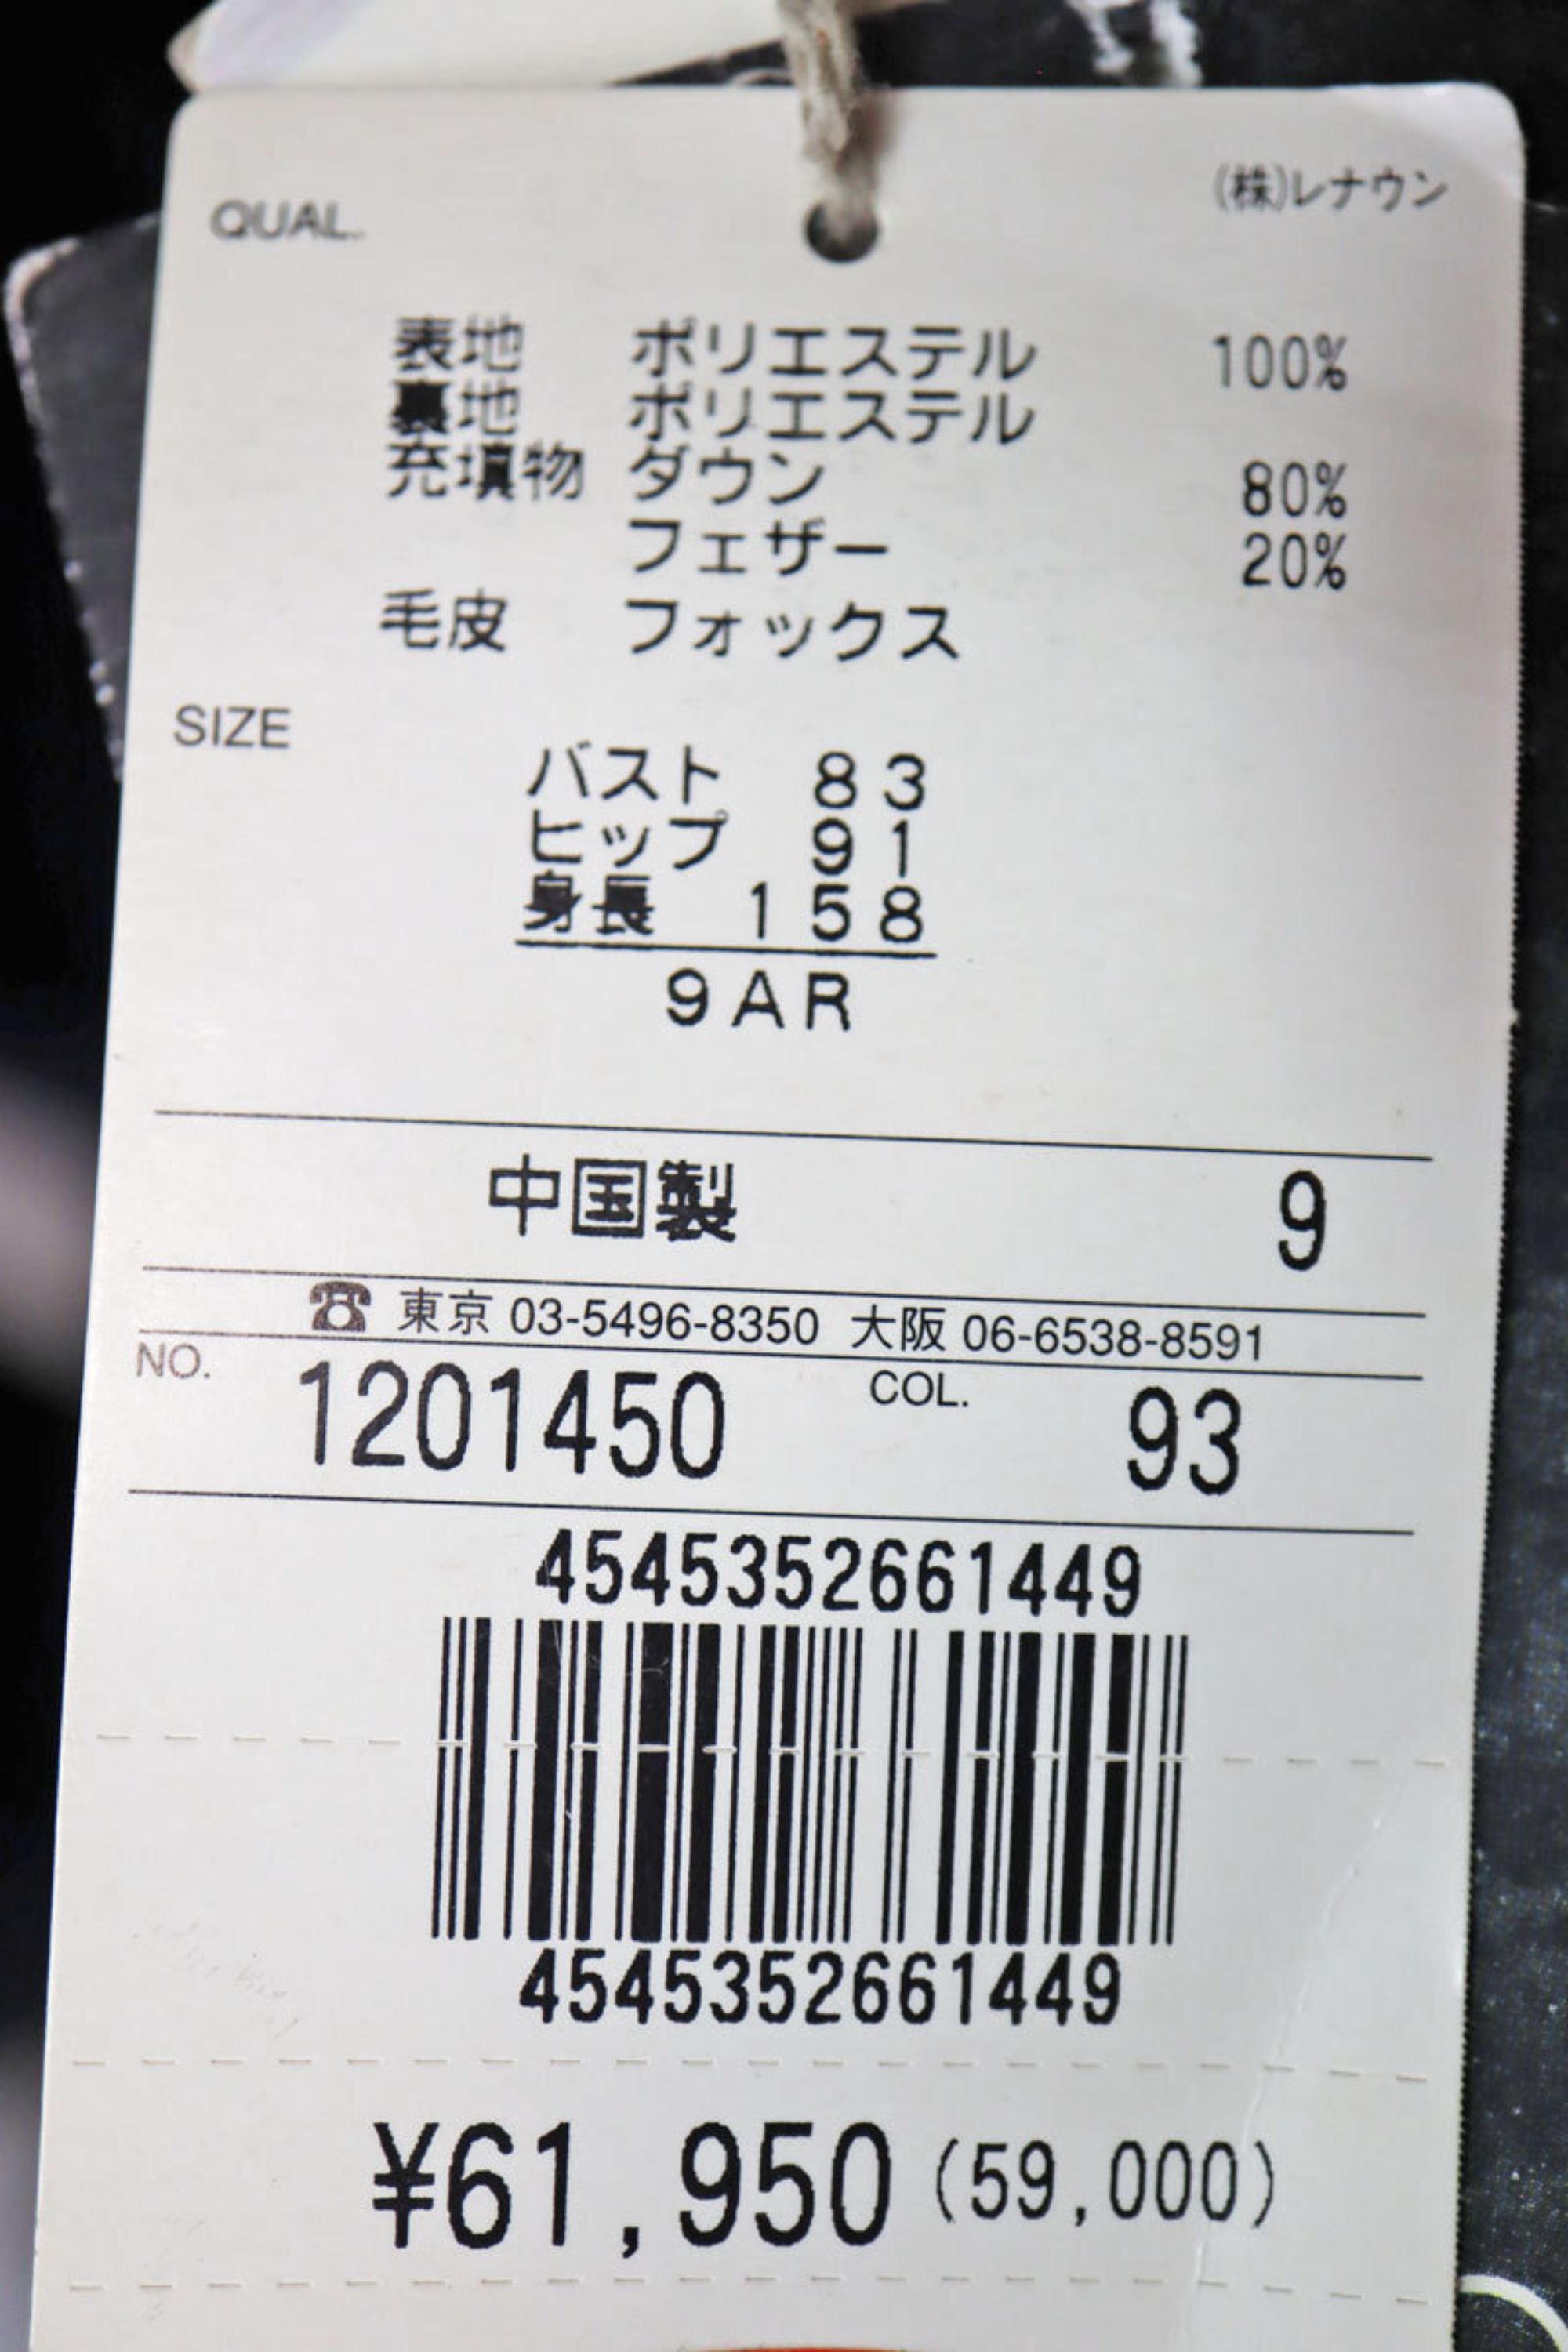 QUAL.
(株)レナウン
表地 ポリエステル 100%
裏地 ポリエステル
充填物 ダウン 80%
フェザー 20%
毛皮 フォックス
SIZE
バスト 83
ヒップ 91
身長 158
9AR
中国製 9
☎ 東京 03-5496-8350 大阪 06-6538-8591
NO. 1201450 COL. 93
4545352661449
4545352661449
¥61,950 (59,000)